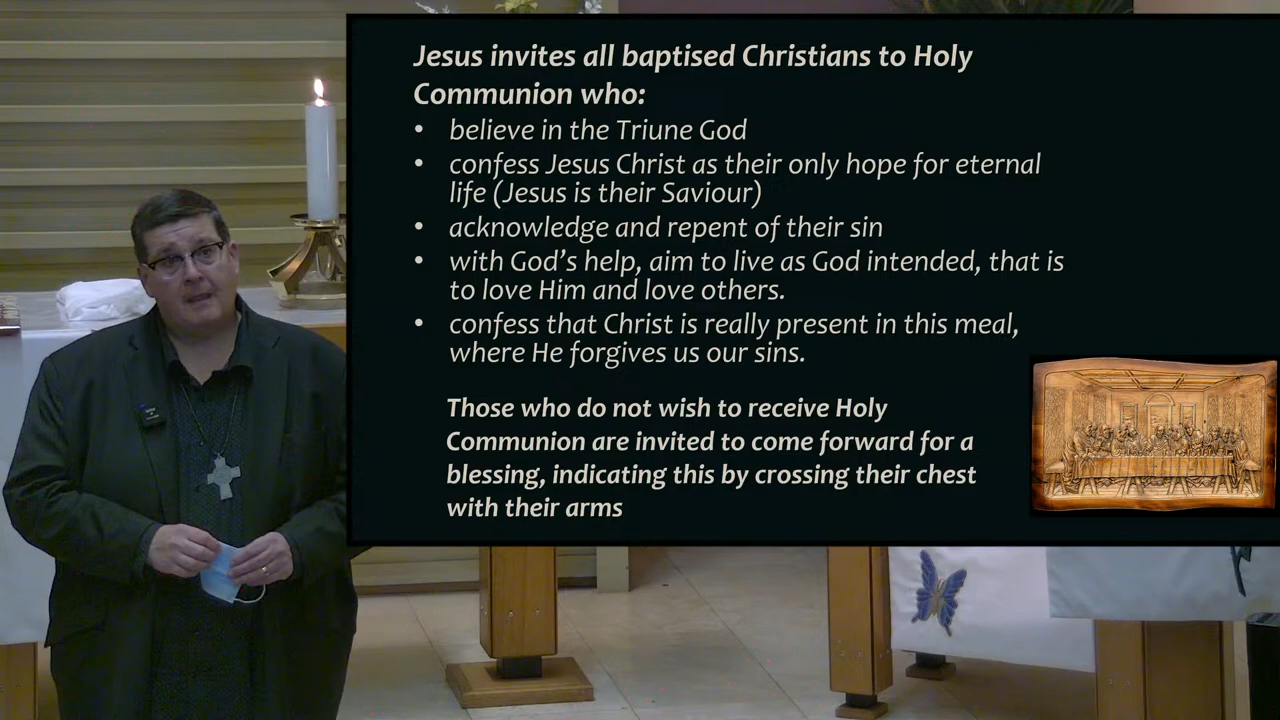 Jesus invites all baptised Christians to Holy
Communion who:
• believe in the Triune God
• confess Jesus Christ as their only hope for eternal
life (Jesus is their Saviour)
• acknowledge and repent of their sin
• with God's help, aim to live as God intended, that is
to love Him and love others.
• confess that Christ is really present in this meal,
where He forgives us our sins.
Those who do not wish to receive Holy
Communion are invited to come forward for a
blessing, indicating this by crossing their chest
with their arms